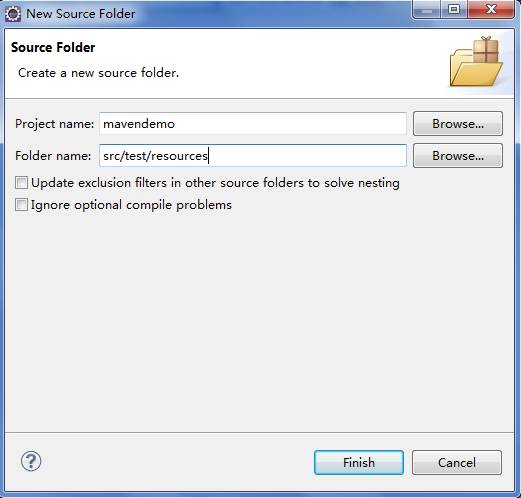 New Source Folder
Source Folder
Create a new source folder.
Project name: mavendemo Browse...
Folder name: src/test/resources Browse...
Update exclusion filters in other source folders to solve nesting
Ignore optional compile problems
? Finish Cancel